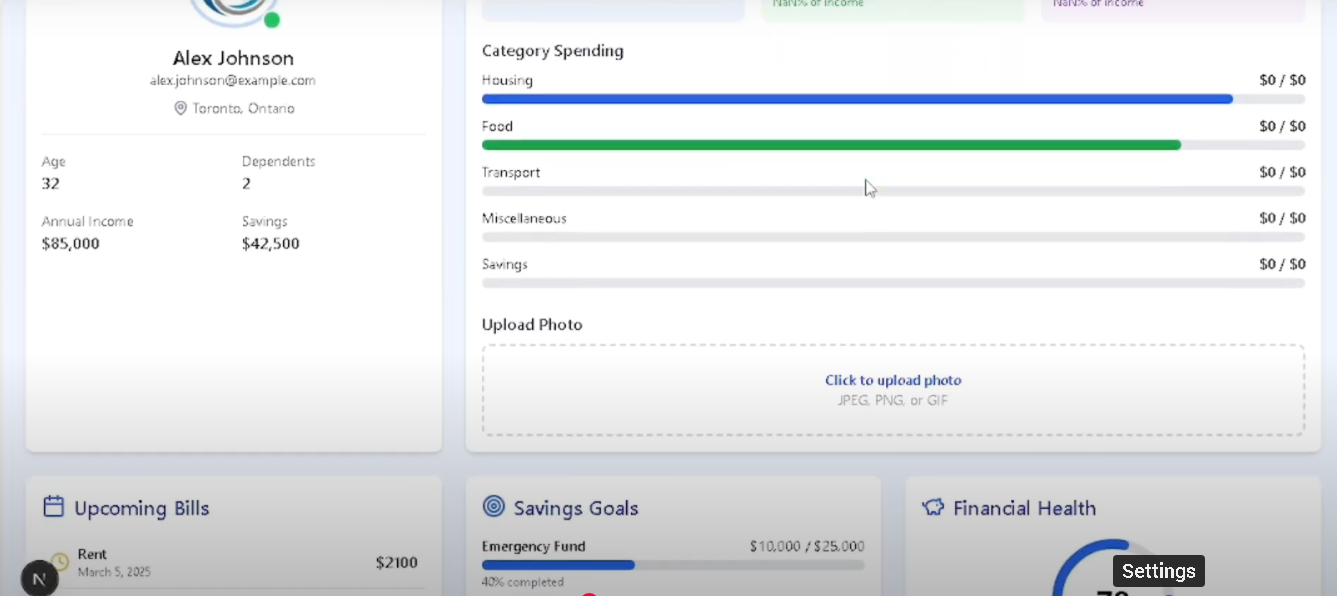 NaN% of Income
NaN% of Income
Alex Johnson
alex.johnson@example.com
Toronto, Ontario
Age
32
Dependents
2
Annual Income
$85,000
Savings
$42,500
Category Spending
Housing $0 / $0
Food $0 / $0
Transport $0 / $0
Miscellaneous $0 / $0
Savings $0 / $0
Upload Photo
Click to upload photo
JPEG, PNG, or GIF
Upcoming Bills
Rent $2100
March 5, 2025
N
Savings Goals
Emergency Fund $10,000 / $25,000
40% completed
Financial Health
Settings